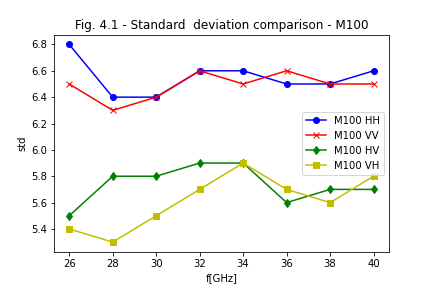 Fig. 4.1 - Standard  deviation comparison - M100
6.8
6.6
6.4
6.2
6.0
5.8
5.6
5.4
std
M100 HH
M100 VV
M100 HV
M100 VH
26 28 30 32 34 36 38 40
f[GHz]